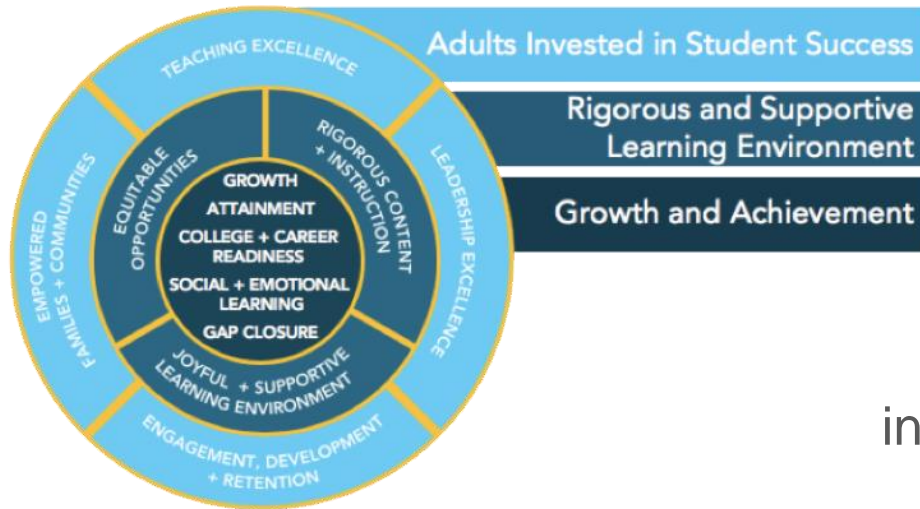 TEACHING EXCELLENCE
Adults Invested in Student Success
Rigorous and Supportive
Learning Environment
Growth and Achievement
EMPOWERED
FAMILIES + COMMUNITIES
EQUITABLE
OPPORTUNITIES
RIGOROUS CONTENT
+ INSTRUCTION
LEADERSHIP EXCELLENCE
GROWTH
ATTAINMENT
COLLEGE + CAREER
READINESS
SOCIAL + EMOTIONAL
LEARNING
GAP CLOSURE
JOYFUL + SUPPORTIVE
LEARNING ENVIRONMENT
ENGAGEMENT, DEVELOPMENT
+ RETENTION
in